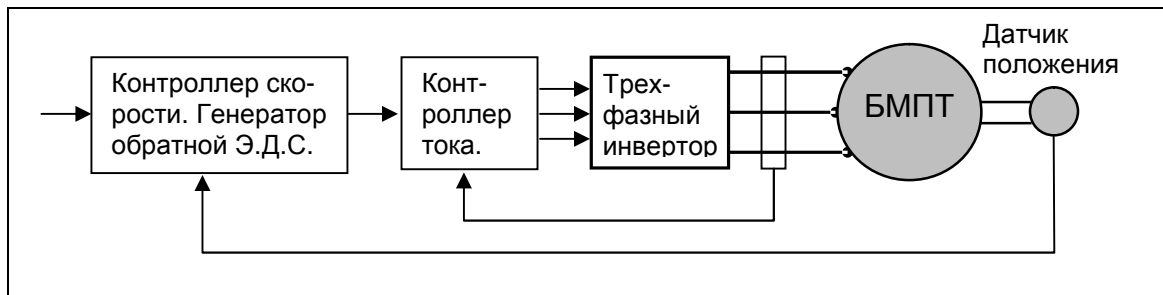 Контроллер ско-
рости. Генератор
обратной Э.Д.С.
Конт-
роллер
тока.
Трех-
фазный
инвертор
БМПТ
Датчик
положения